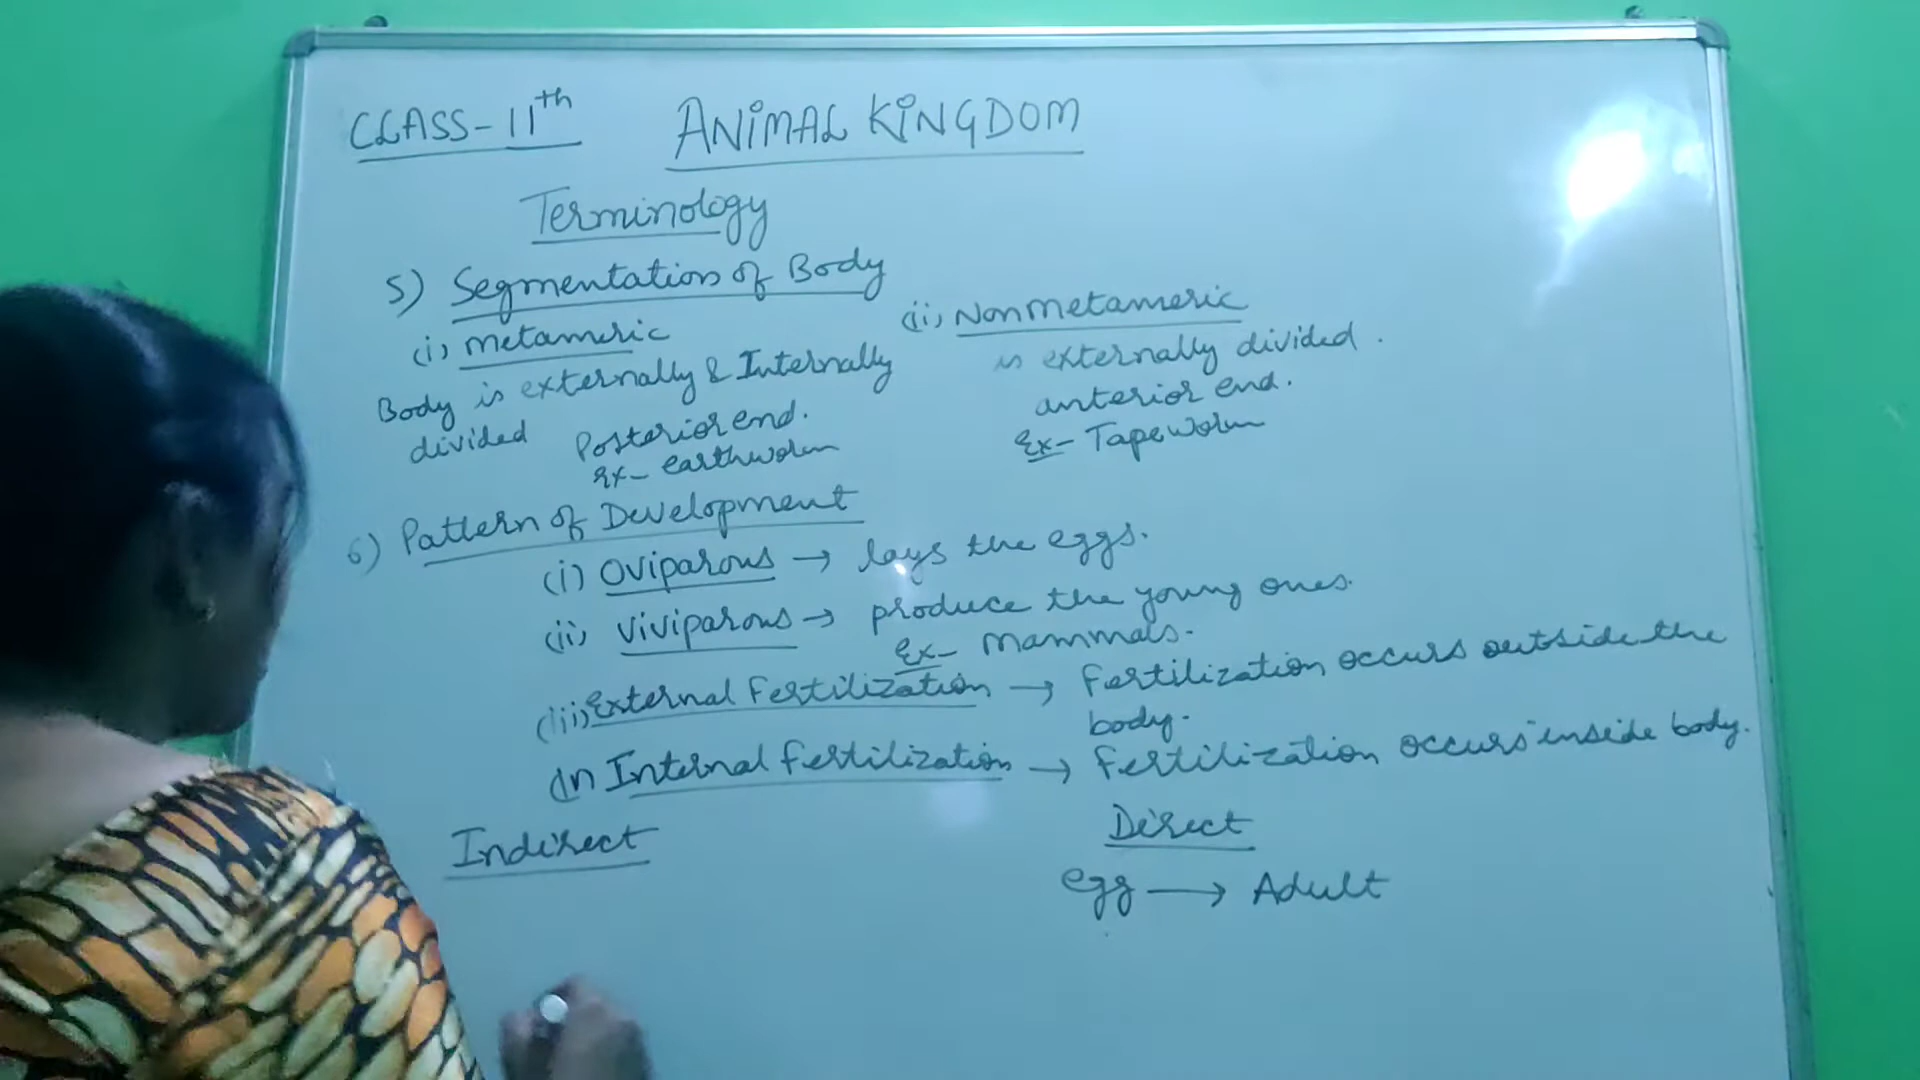 CLASS-11th ANIMAL KINGDOM
Terminology
5) Segmentation of Body
(i) Metameric
(ii) Nonmetameric
Body is externally & Internally
divided
is externally divided.
Posterior end.
anterior end.
Ex- earthworm
Ex- Tapeworm
6) Pattern of Development
(i) Oviparous → lays the eggs.
(ii) viviparous → produce the young ones.
Ex- Mammals.
(iii) External Fertilization → Fertilization occurs outside the
body.
Internal fertilization → fertilization occurs inside body.
Indirect
Direct
egg → Adult